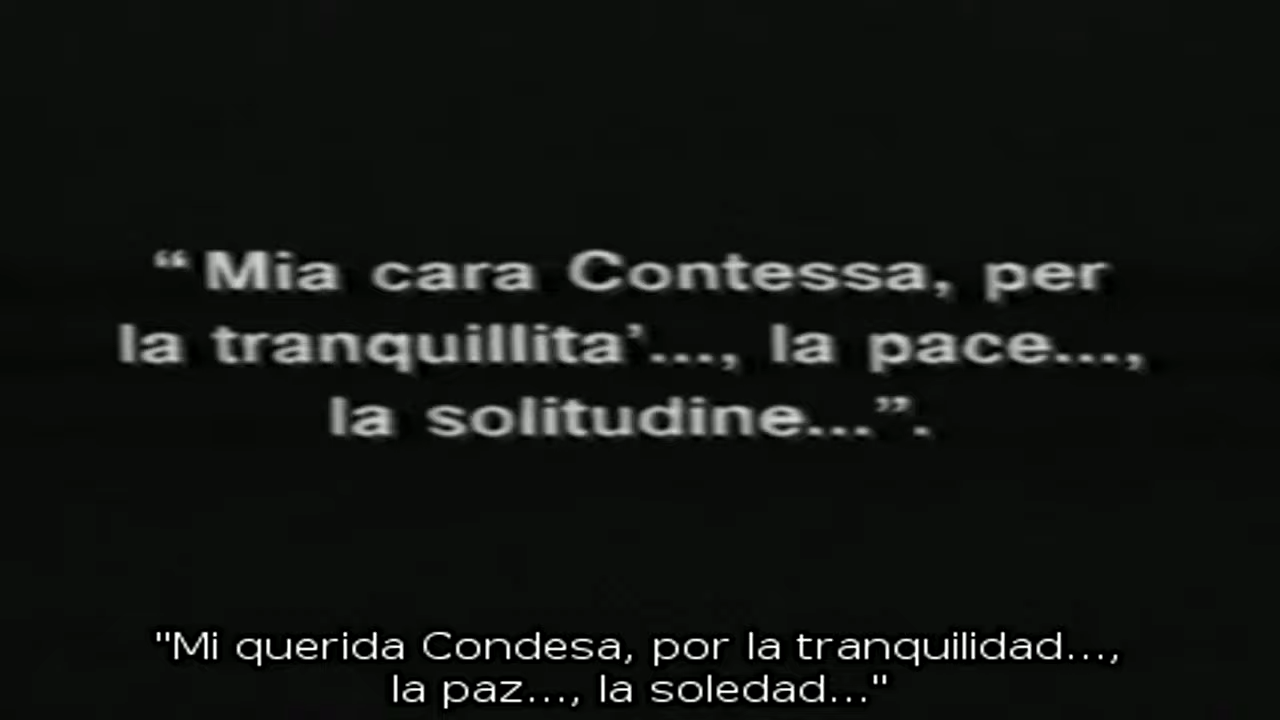 “ Mia cara Contessa, per
la tranquillita’..., la pace...,
la solitudine...”.
"Mi querida Condesa, por la tranquilidad...,
la paz..., la soledad..."